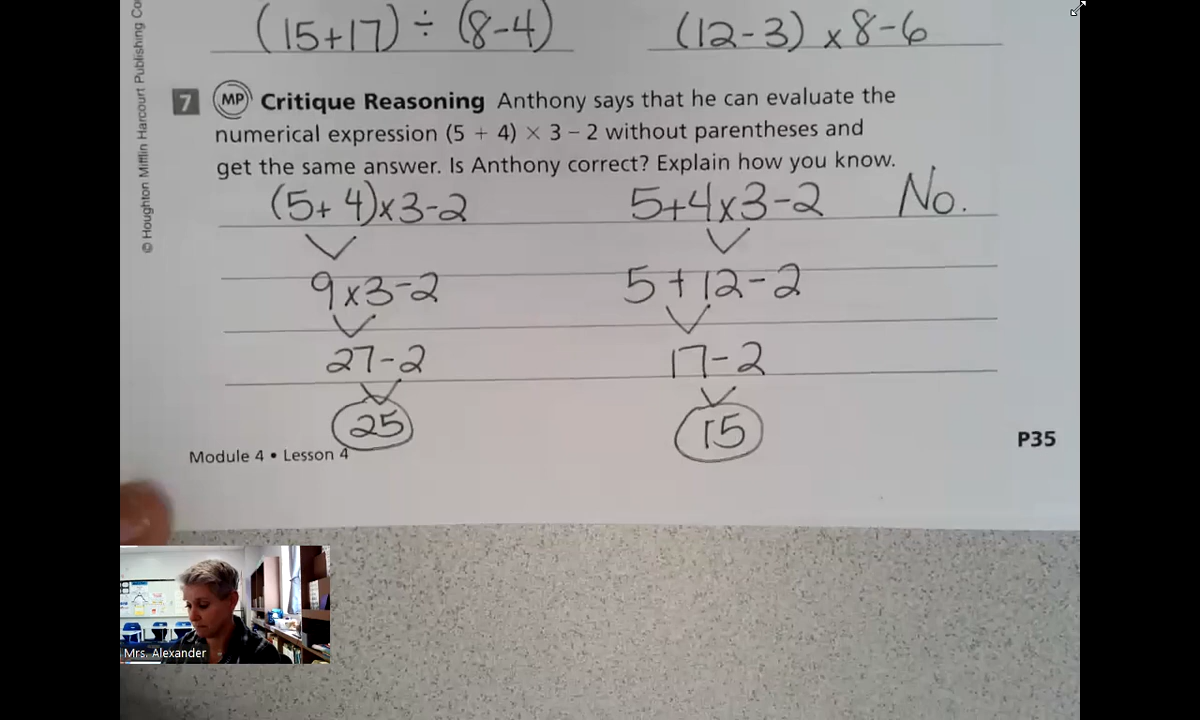 (15+17) ÷ (8-4) (12-3) x 8-6
© Houghton Mifflin Harcourt Publishing
7 MP Critique Reasoning Anthony says that he can evaluate the
numerical expression (5 + 4) × 3 – 2 without parentheses and
get the same answer. Is Anthony correct? Explain how you know.
(5+ 4)x3-2 5+4x3-2 No.
9x3-2 5+12-2
27-2 17-2
25 15
Module 4 • Lesson 4 P35
Mrs. Alexander